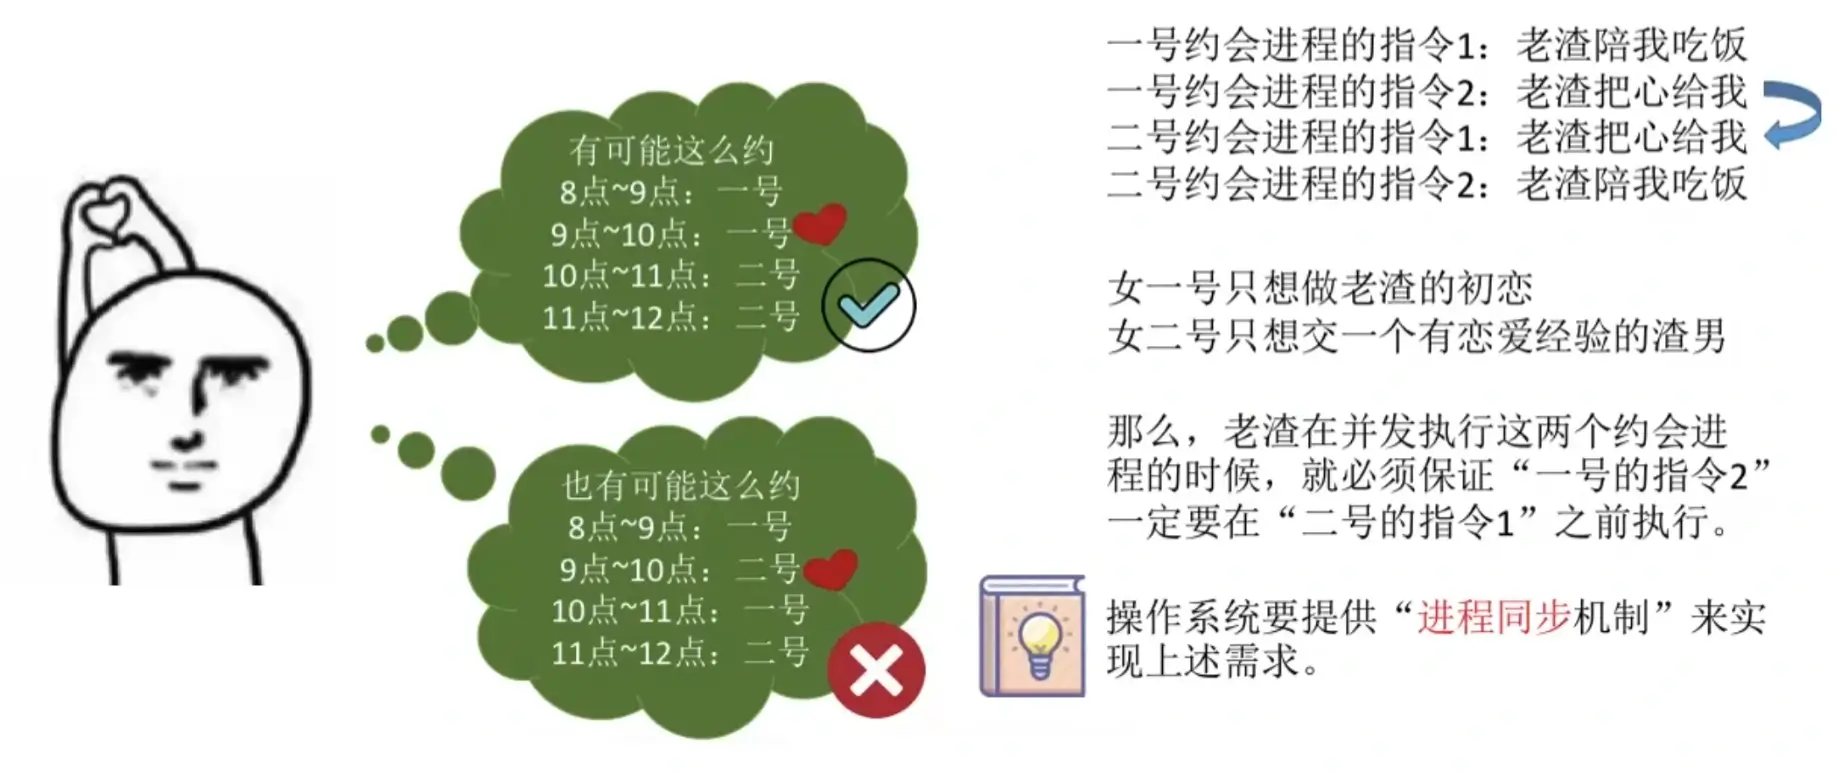 有可能这么约
8点~9点：一号
9点~10点：一号
10点~11点：二号
11点~12点：二号
也有可能这么约
8点~9点：一号
9点~10点：二号
10点~11点：一号
11点~12点：二号
一号约会进程的指令1：老渣陪我吃饭
一号约会进程的指令2：老渣把心给我
二号约会进程的指令1：老渣把心给我
二号约会进程的指令2：老渣陪我吃饭
女一号只想做老渣的初恋
女二号只想交一个有恋爱经验的渣男
那么，老渣在并发执行这两个约会进
程的时候，就必须保证“一号的指令2”
一定要在“二号的指令1”之前执行。
操作系统要提供“进程同步机制”来实
现上述需求。